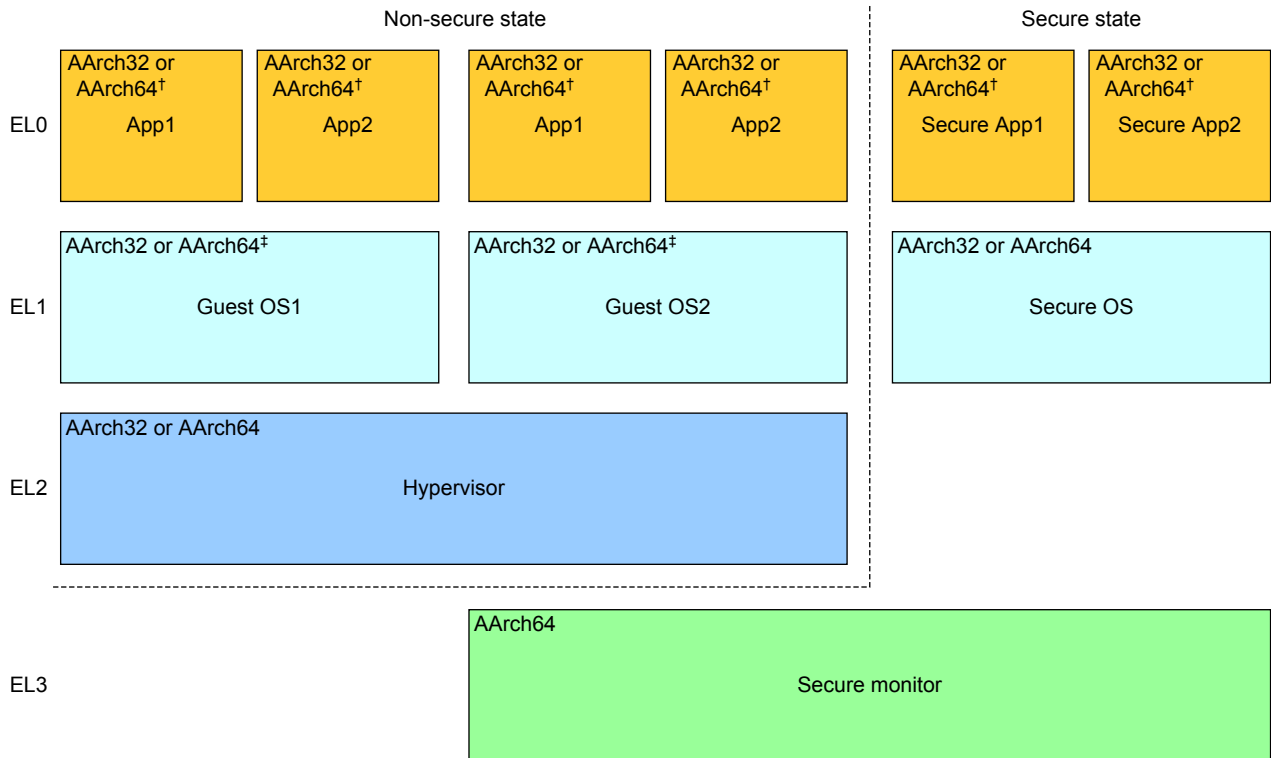 Non-secure state
Secure state
AArch32 or
AArch64†
App1
AArch32 or
AArch64†
App2
AArch32 or
AArch64†
App1
AArch32 or
AArch64†
App2
AArch32 or
AArch64†
Secure App1
AArch32 or
AArch64†
Secure App2
EL0
AArch32 or AArch64‡
Guest OS1
AArch32 or AArch64‡
Guest OS2
AArch32 or AArch64
Secure OS
EL1
AArch32 or AArch64
Hypervisor
EL2
AArch64
Secure monitor
EL3